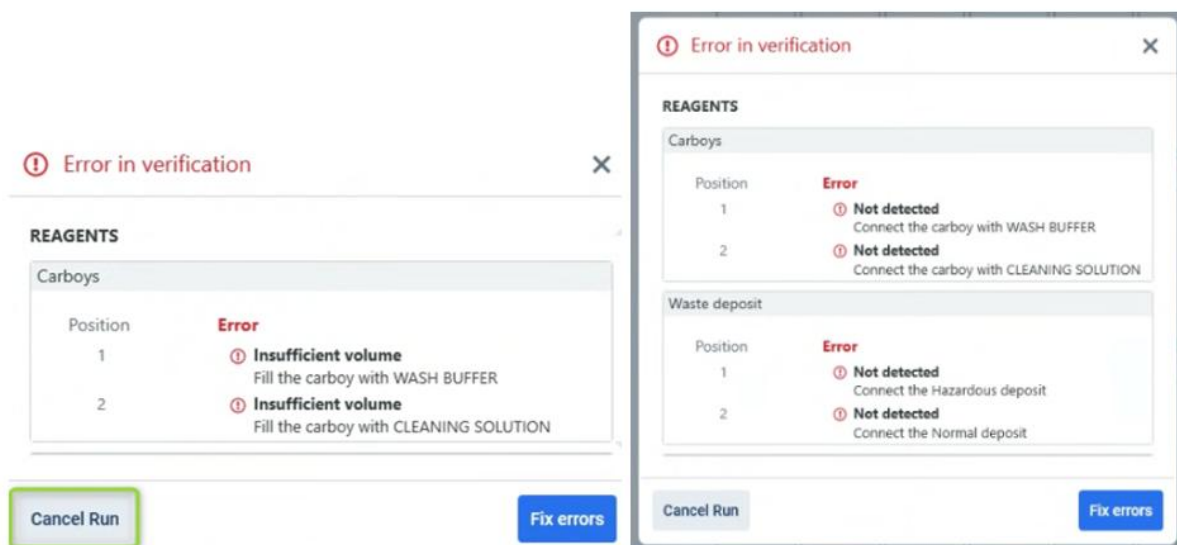 Error in verification
REAGENTS
Carboys
Position Error
1 Insufficient volume
Fill the carboy with WASH BUFFER
2 Insufficient volume
Fill the carboy with CLEANING SOLUTION
Cancel Run Fix errors
Error in verification
REAGENTS
Carboys
Position Error
1 Not detected
Connect the carboy with WASH BUFFER
2 Not detected
Connect the carboy with CLEANING SOLUTION
Waste deposit
Position Error
1 Not detected
Connect the Hazardous deposit
2 Not detected
Connect the Normal deposit
Cancel Run Fix errors